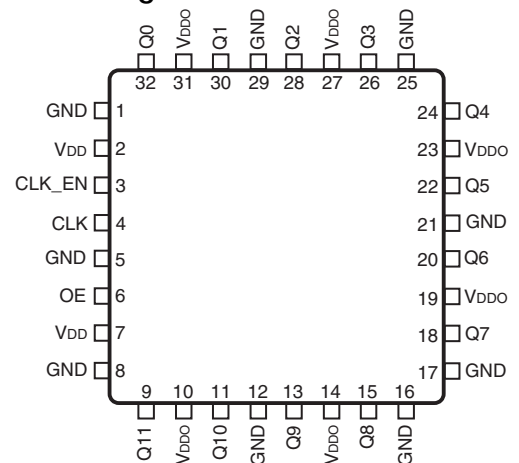 Q0 VDDO Q1 GND Q2 VDDO Q3 GND
32 31 30 29 28 27 26 25
GND 1
VDD 2
CLK_EN 3
CLK 4
GND 5
OE 6
VDD 7
GND 8
24 Q4
23 VDDO
22 Q5
21 GND
20 Q6
19 VDDO
18 Q7
17 GND
9 10 11 12 13 14 15 16
Q11 VDDO Q10 GND Q9 VDDO Q8 GND